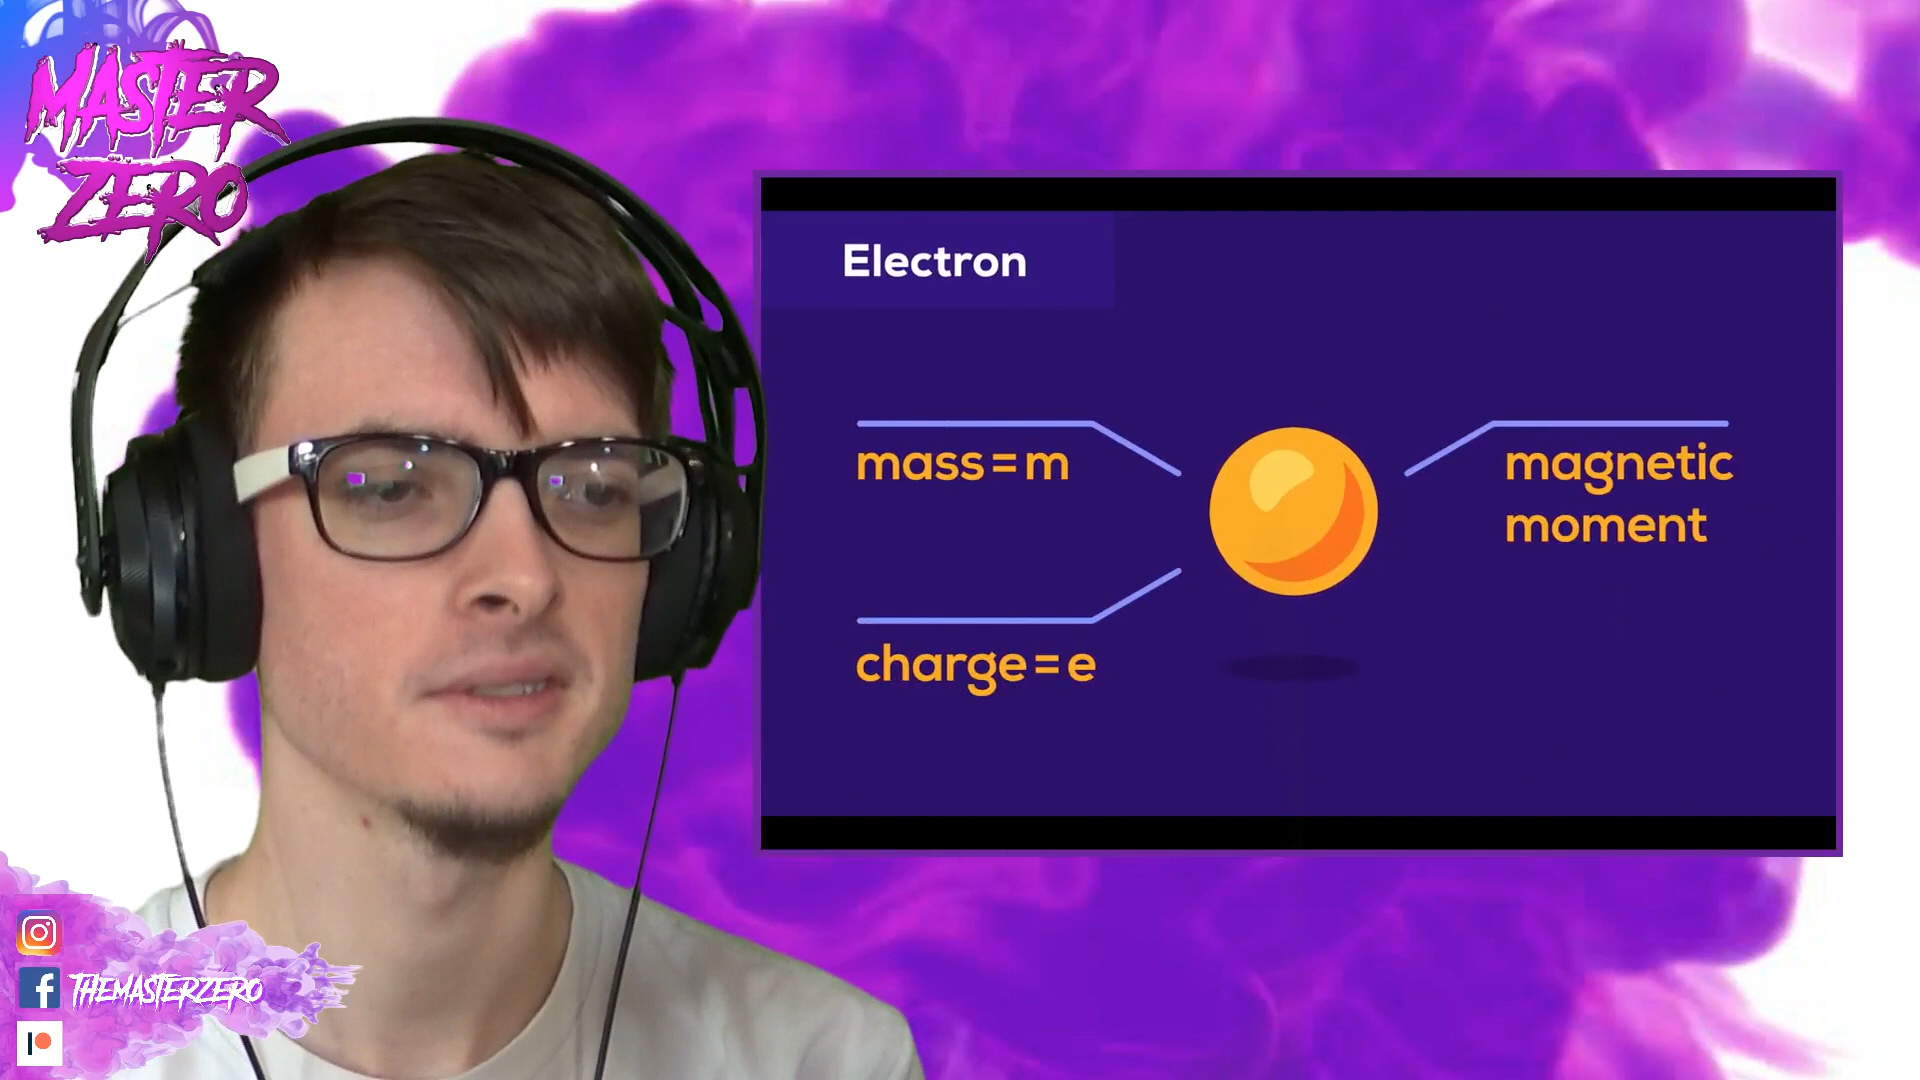 MASTER
ZERO
Electron
mass=m
magnetic
moment
charge=e
THEMASTERZERO